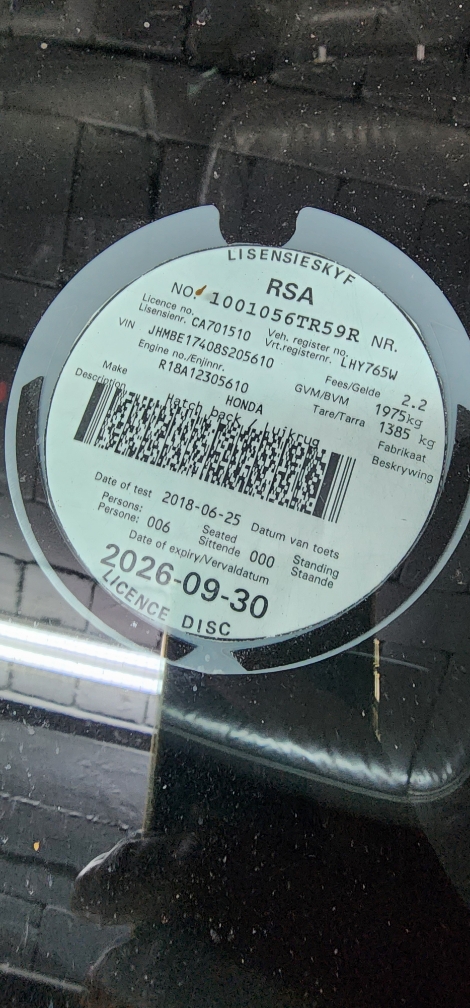 LISENSIESKYF
RSA
NO. 1001056TR59R NR.
Licence no. Veh. register no.
Lisensienr. CA701510 Vrt.registernr. LHY765W
VIN JHMBE17408S205610 Fees/Gelde 2.2
Engine no./Enjinnr. GVM/BVM 1975kg
R18A12305610 Tare/Tarra 1385 kg
Make HONDA Fabrikaat
Description Hatch back / Luikrug Beskrywing
Date of test 2018-06-25 Datum van toets
Persons: Seated Standing
Persone: 006 Sittende 000 Staande
Date of expiry/Vervaldatum
2026-09-30
LICENCE DISC